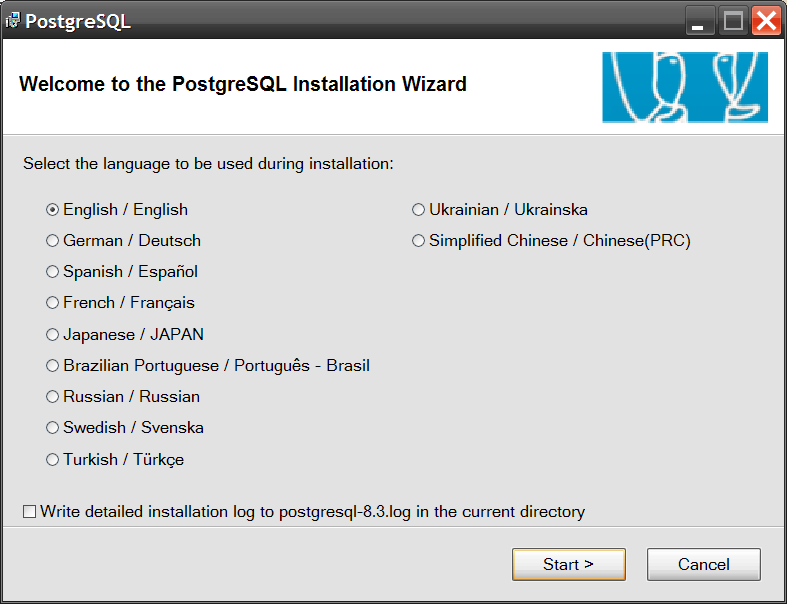 PostgreSQL
Welcome to the PostgreSQL Installation Wizard
Select the language to be used during installation:
English / English
German / Deutsch
Spanish / Español
French / Français
Japanese / JAPAN
Brazilian Portuguese / Português - Brasil
Russian / Russian
Swedish / Svenska
Turkish / Türkçe
Ukrainian / Ukrainska
Simplified Chinese / Chinese(PRC)
Write detailed installation log to postgresql-8.3.log in the current directory
Start >
Cancel